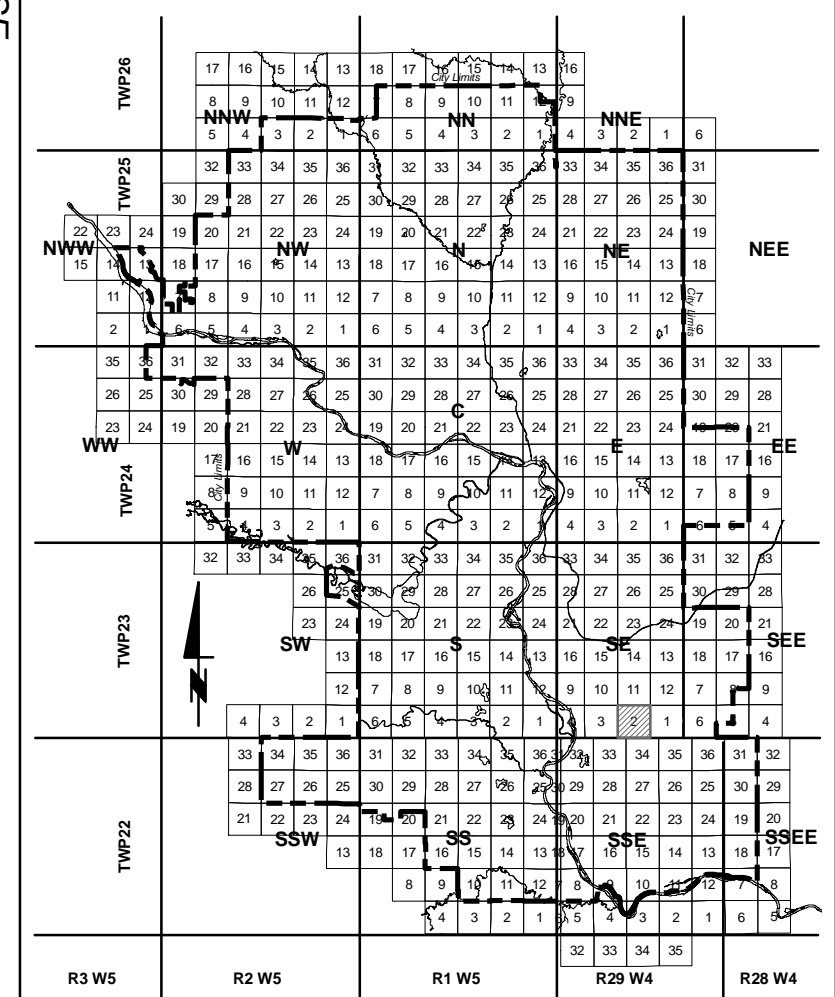 17 16 15 14 13 18 17 16 15 14 13 16
City Limits
TWP26
8 9 10 11 12 8 9 10 11 12 9
NNW NN NNE
5 4 3 2 1 6 5 4 3 2 1 4 3 2 1 6
TWP25
32 33 34 35 36 31 32 33 34 35 36 33 34 35 36 31
30 29 28 27 26 25 30 29 28 27 26 25 28 27 26 25 30
22 23 24 19 20 21 22 23 24 19 20 21 22 23 24 21 22 23 24 19
NWW NW N NE NEE
15 14 13 18 17 16 15 14 13 18 17 16 15 14 13 16 15 14 13 18
11 8 9 10 11 12 7 8 9 10 11 12 9 10 11 12 7
City Limits
2 6 5 4 3 2 1 6 5 4 3 2 1 4 3 2 1 6
35 36 31 32 33 34 35 36 31 32 33 34 35 36 33 34 35 36 31 32 33
26 25 30 29 28 27 26 25 30 29 28 27 26 25 28 27 26 25 30 29 28
C
23 24 19 20 21 22 23 24 19 20 21 22 23 24 21 22 23 24 19 20 21
WW W E EE
17 16 15 14 13 18 17 16 15 14 13 16 15 14 13 18 17 16
City Limits
TWP24
8 9 10 11 12 7 8 9 10 11 12 9 10 11 12 7 8 9
5 4 3 2 1 6 5 4 3 2 1 4 3 2 1 6 5 4
32 33 34 35 36 31 32 33 34 35 36 33 34 35 36 31 32 33
26 25 30 29 28 27 26 25 28 27 26 25 30 29 28
23 24 19 20 21 22 23 24 21 22 23 24 19 20 21
TWP23
SW S SE SEE
13 18 17 16 15 14 13 16 15 14 13 18 17 16
N
12 7 8 9 10 11 12 9 10 11 12 7 8 9
4 3 2 1 6 5 4 3 2 1 4 3 2 1 6 4
33 34 35 36 31 32 33 34 35 36 31 32 33 34 35 36 31 32
28 27 26 25 30 29 28 27 26 25 30 29 28 27 26 25 30 29
21 22 23 24 19 20 21 22 23 24 19 20 21 22 23 24 19 20
TWP22
SSW SS SSE SSEE
13 18 17 16 15 14 13 18 17 16 15 14 13 18 17
8 9 10 11 12 7 8 9 10 11 12 7 8
4 3 2 1 5 4 3 2 1 6 5
32 33 34 35
R3 W5 R2 W5 R1 W5 R29 W4 R28 W4